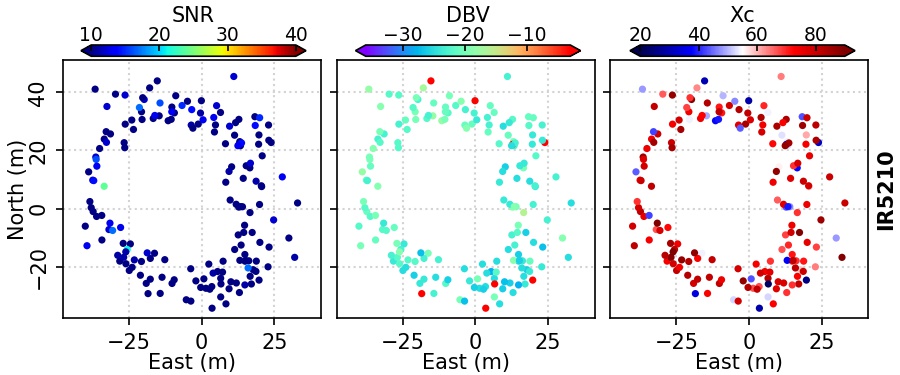 SNR DBV Xc
10 20 30 40 −30 −20 −10 20 40 60 80
40
20
0
−20
North (m)
IR5210
−25 0 25 −25 0 25 −25 0 25
East (m) East (m) East (m)